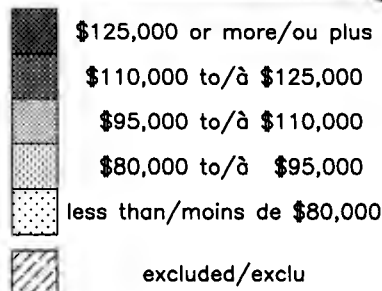 $125,000 or more/ou plus
$110,000 to/à $125,000
$95,000 to/à $110,000
$80,000 to/à $95,000
less than/moins de $80,000
excluded/exclu